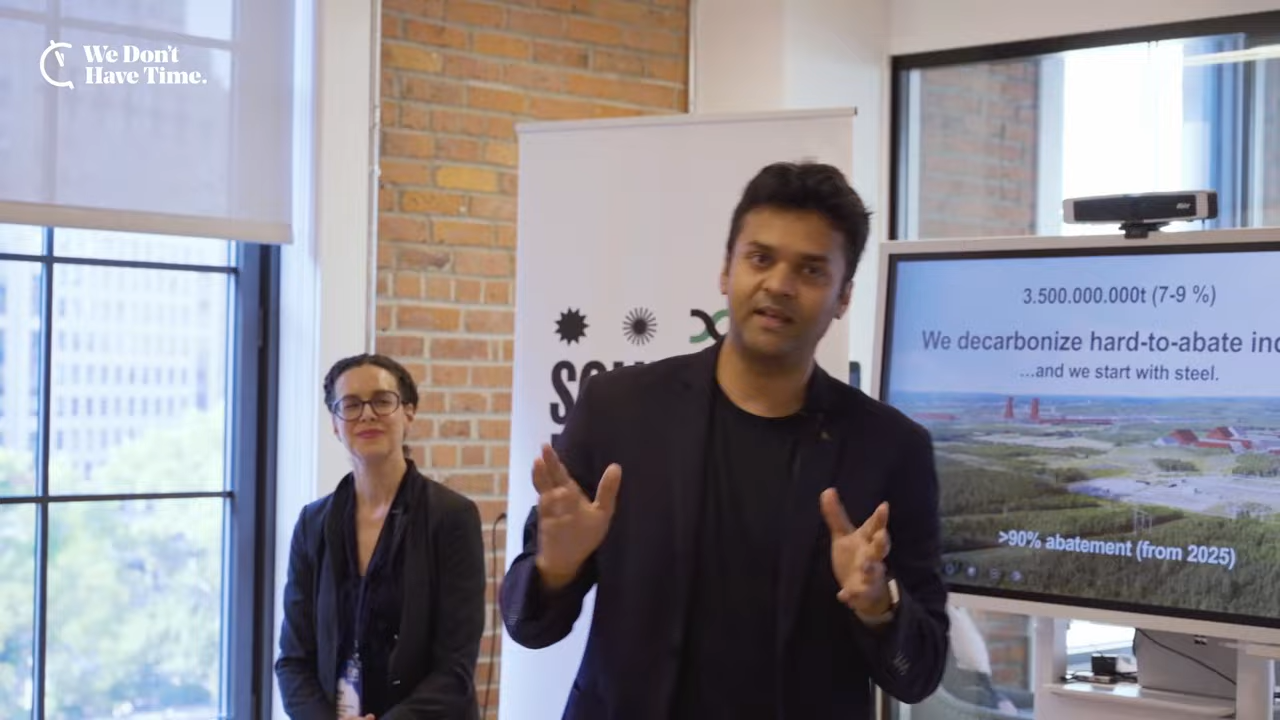 We Don't
Have Time.
3.500.000.000t (7-9 %)
We decarbonize hard-to-abate
...and we start with steel.
>90% abatement (from 2025)